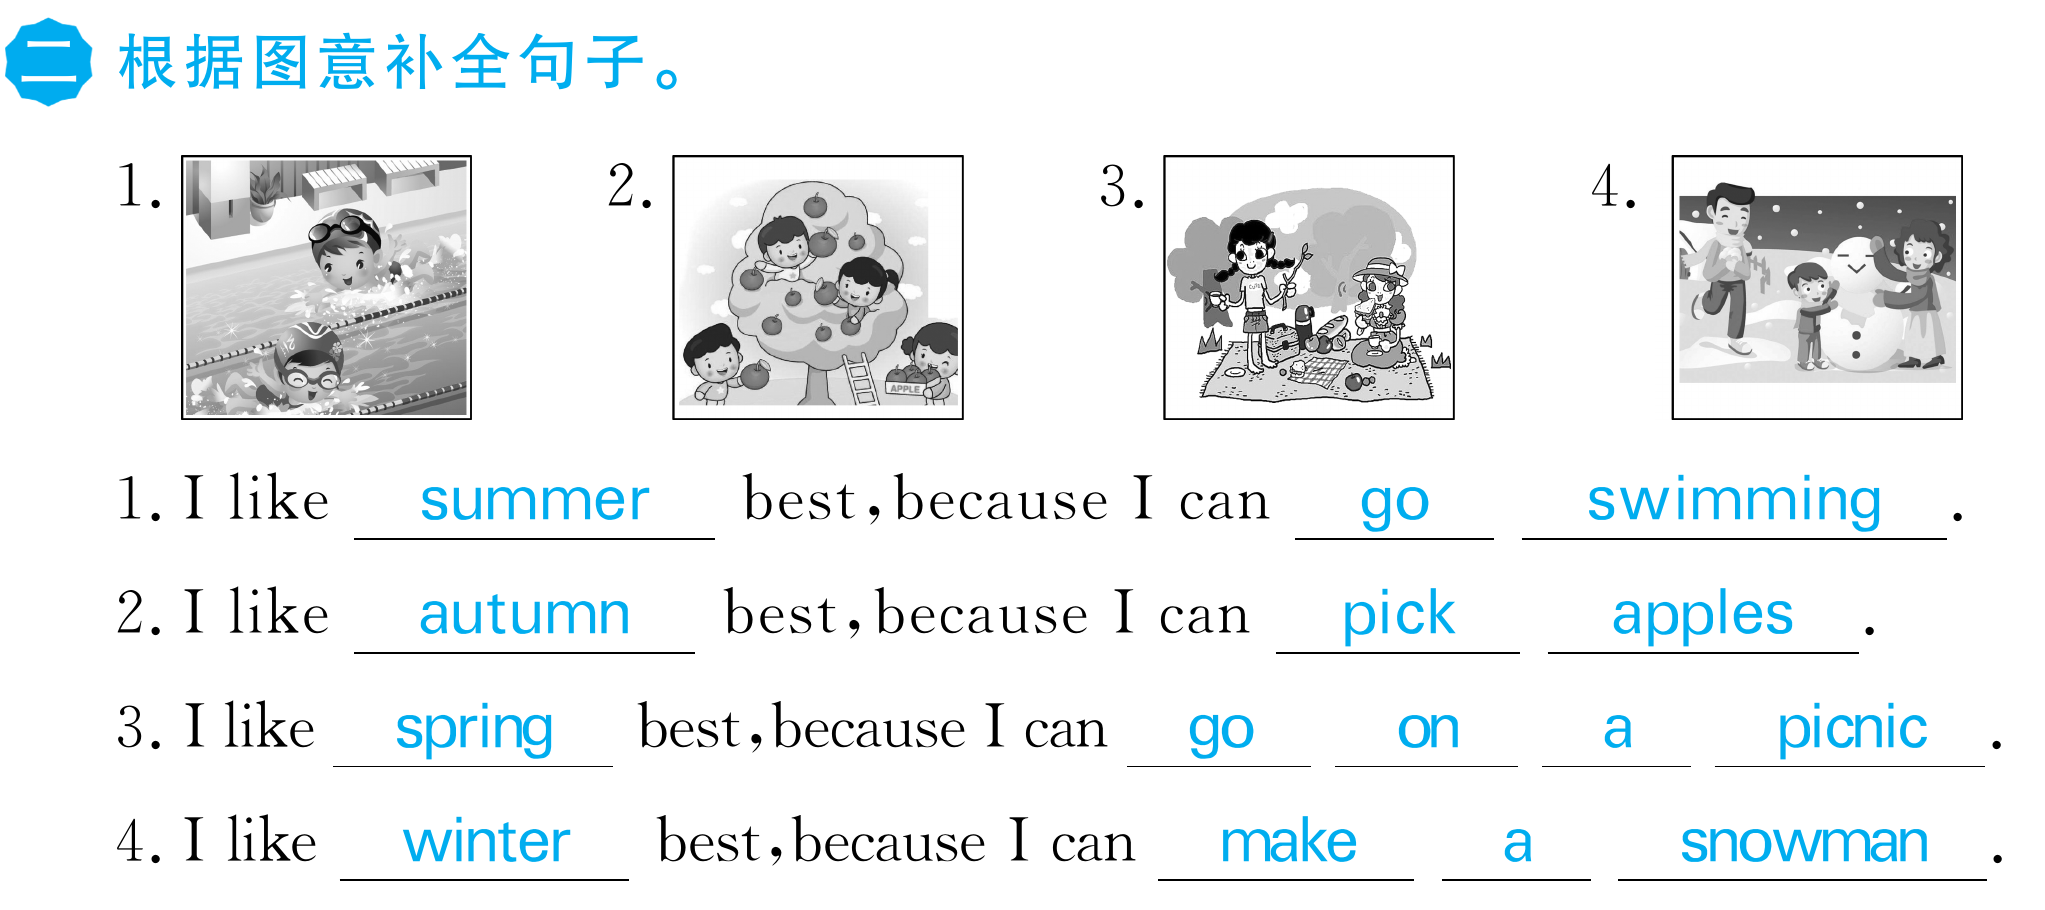 二 根据图意补全句子。
1. 2. 3. 4.
APPLE
1. I like summer best, because I can go swimming.
2. I like autumn best, because I can pick apples.
3. I like spring best, because I can go on a picnic.
4. I like winter best, because I can make a snowman.